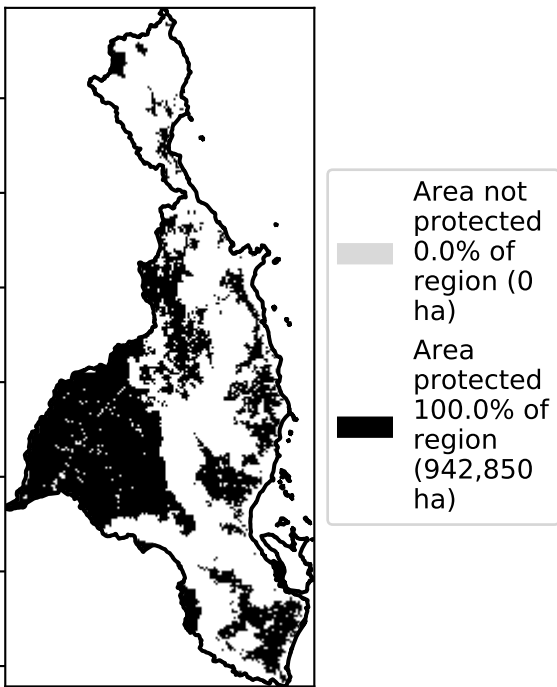 Area not
protected
0.0% of
region (0
ha)
Area
protected
100.0% of
region
(942,850
ha)